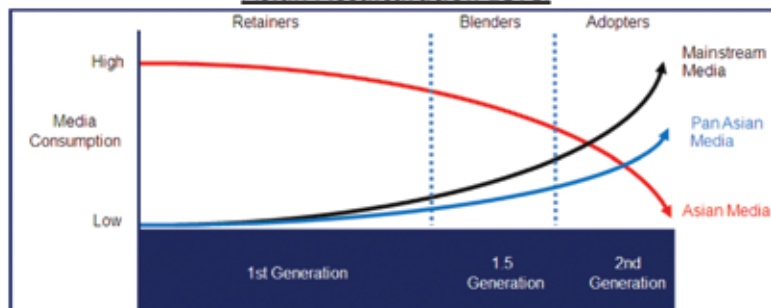 Retainers
Blenders
Adopters
High
Mainstream
Media
Media
Consumption
Pan Asian
Media
Low
Asian Media
1st Generation
1.5
Generation
2nd
Generation